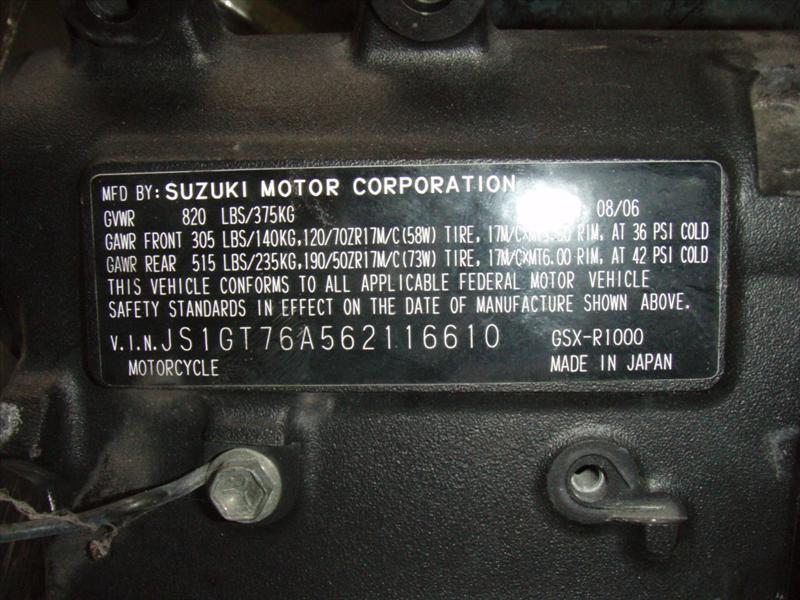 MFD BY: SUZUKI MOTOR CORPORATION 08/06
GVWR 820 LBS/375KG
GAWR FRONT 305 LBS/140KG,120/70ZR17M/C(58W) TIRE, RIM, AT 36 PSI COLD
GAWR REAR 515 LBS/235KG,190/50ZR17M/C(73W) TIRE, 17M/C×MT6.00 RIM, AT 42 PSI COLD
THIS VEHICLE CONFORMS TO ALL APPLICABLE FEDERAL MOTOR VEHICLE
SAFETY STANDARDS IN EFFECT ON THE DATE OF MANUFACTURE SHOWN ABOVE.
V.I.N.JS1GT76A562116610 GSX-R1000
MOTORCYCLE MADE IN JAPAN